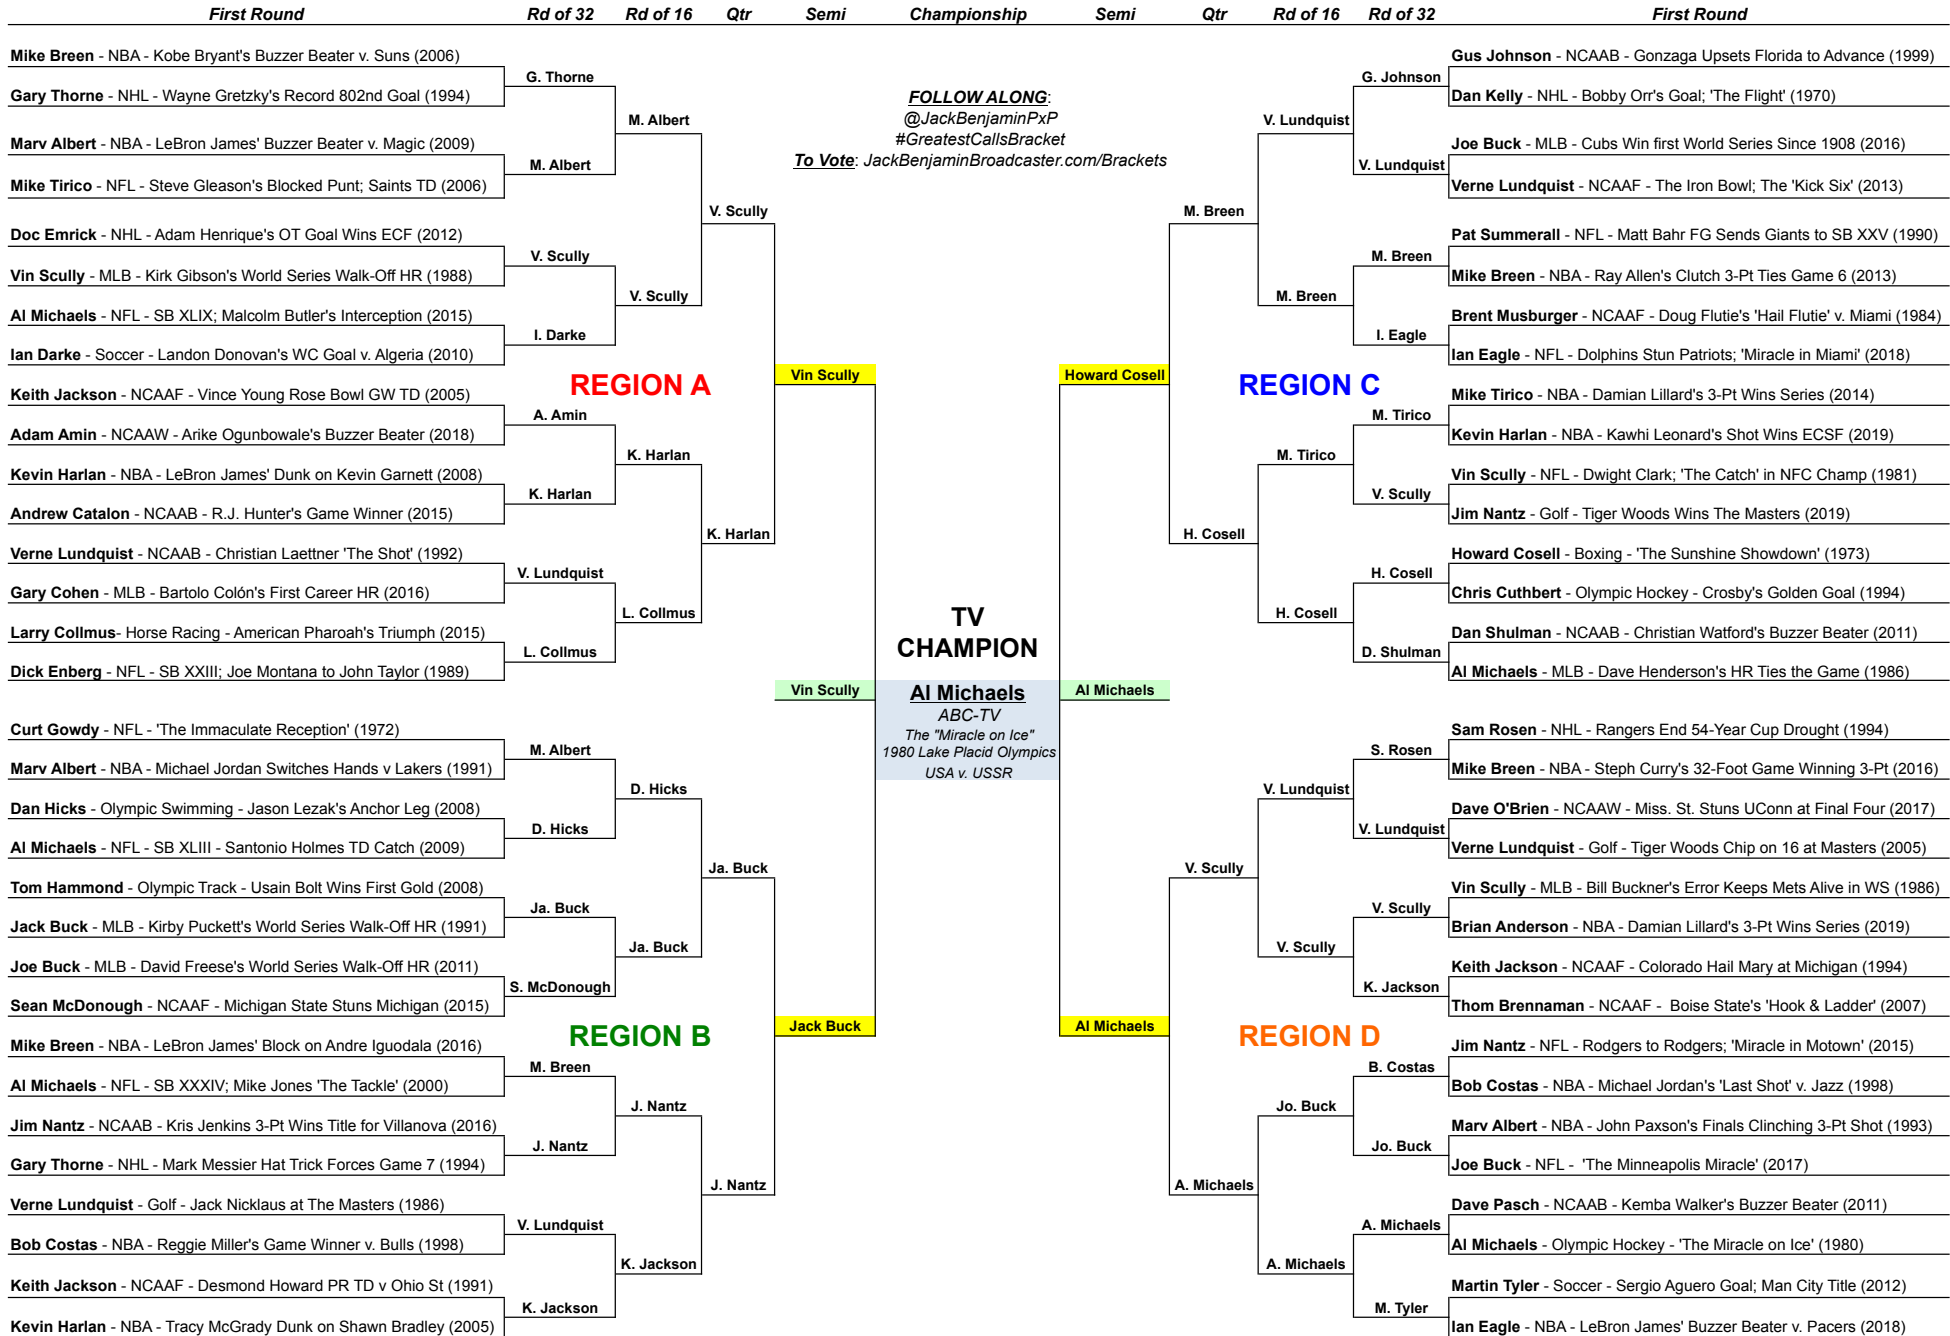 First Round Rd of 32 Rd of 16 Qtr Semi Championship Semi Qtr Rd of 16 Rd of 32 First Round
FOLLOW ALONG:
@JackBenjaminPxP
#GreatestCallsBracket
To Vote: JackBenjaminBroadcaster.com/Brackets
Mike Breen - NBA - Kobe Bryant's Buzzer Beater v. Suns (2006)
Gary Thorne - NHL - Wayne Gretzky's Record 802nd Goal (1994)
Marv Albert - NBA - LeBron James' Buzzer Beater v. Magic (2009)
Mike Tirico - NFL - Steve Gleason's Blocked Punt; Saints TD (2006)
Doc Emrick - NHL - Adam Henrique's OT Goal Wins ECF (2012)
Vin Scully - MLB - Kirk Gibson's World Series Walk-Off HR (1988)
Al Michaels - NFL - SB XLIX; Malcolm Butler's Interception (2015)
Ian Darke - Soccer - Landon Donovan's WC Goal v. Algeria (2010)
Keith Jackson - NCAAF - Vince Young Rose Bowl GW TD (2005)
Adam Amin - NCAAW - Arike Ogunbowale's Buzzer Beater (2018)
Kevin Harlan - NBA - LeBron James' Dunk on Kevin Garnett (2008)
Andrew Catalon - NCAAB - R.J. Hunter's Game Winner (2015)
Verne Lundquist - NCAAB - Christian Laettner 'The Shot' (1992)
Gary Cohen - MLB - Bartolo Colón's First Career HR (2016)
Larry Collmus- Horse Racing - American Pharoah's Triumph (2015)
Dick Enberg - NFL - SB XXIII; Joe Montana to John Taylor (1989)
G. Thorne
M. Albert
V. Scully
I. Darke
A. Amin
K. Harlan
V. Lundquist
L. Collmus
M. Albert
V. Scully
K. Harlan
L. Collmus
V. Scully
K. Harlan
REGION A
Vin Scully
Curt Gowdy - NFL - 'The Immaculate Reception' (1972)
Marv Albert - NBA - Michael Jordan Switches Hands v Lakers (1991)
Dan Hicks - Olympic Swimming - Jason Lezak's Anchor Leg (2008)
Al Michaels - NFL - SB XLIII - Santonio Holmes TD Catch (2009)
Tom Hammond - Olympic Track - Usain Bolt Wins First Gold (2008)
Jack Buck - MLB - Kirby Puckett's World Series Walk-Off HR (1991)
Joe Buck - MLB - David Freese's World Series Walk-Off HR (2011)
Sean McDonough - NCAAF - Michigan State Stuns Michigan (2015)
Mike Breen - NBA - LeBron James' Block on Andre Iguodala (2016)
Al Michaels - NFL - SB XXXIV; Mike Jones 'The Tackle' (2000)
Jim Nantz - NCAAB - Kris Jenkins 3-Pt Wins Title for Villanova (2016)
Gary Thorne - NHL - Mark Messier Hat Trick Forces Game 7 (1994)
Verne Lundquist - Golf - Jack Nicklaus at The Masters (1986)
Bob Costas - NBA - Reggie Miller's Game Winner v. Bulls (1998)
Keith Jackson - NCAAF - Desmond Howard PR TD v Ohio St (1991)
Kevin Harlan - NBA - Tracy McGrady Dunk on Shawn Bradley (2005)
M. Albert
D. Hicks
Ja. Buck
S. McDonough
M. Breen
J. Nantz
V. Lundquist
K. Jackson
D. Hicks
Ja. Buck
J. Nantz
K. Jackson
Ja. Buck
J. Nantz
REGION B
Jack Buck
Vin Scully
TV
CHAMPION
Al Michaels
ABC-TV
The "Miracle on Ice"
1980 Lake Placid Olympics
USA v. USSR
Al Michaels
Howard Cosell
REGION C
M. Breen
H. Cosell
V. Lundquist
M. Breen
M. Tirico
H. Cosell
G. Johnson
V. Lundquist
M. Breen
I. Eagle
M. Tirico
V. Scully
H. Cosell
D. Shulman
Gus Johnson - NCAAB - Gonzaga Upsets Florida to Advance (1999)
Dan Kelly - NHL - Bobby Orr's Goal; 'The Flight' (1970)
Joe Buck - MLB - Cubs Win first World Series Since 1908 (2016)
Verne Lundquist - NCAAF - The Iron Bowl; The 'Kick Six' (2013)
Pat Summerall - NFL - Matt Bahr FG Sends Giants to SB XXV (1990)
Mike Breen - NBA - Ray Allen's Clutch 3-Pt Ties Game 6 (2013)
Brent Musburger - NCAAF - Doug Flutie's 'Hail Flutie' v. Miami (1984)
Ian Eagle - NFL - Dolphins Stun Patriots; 'Miracle in Miami' (2018)
Mike Tirico - NBA - Damian Lillard's 3-Pt Wins Series (2014)
Kevin Harlan - NBA - Kawhi Leonard's Shot Wins ECSF (2019)
Vin Scully - NFL - Dwight Clark; 'The Catch' in NFC Champ (1981)
Jim Nantz - Golf - Tiger Woods Wins The Masters (2019)
Howard Cosell - Boxing - 'The Sunshine Showdown' (1973)
Chris Cuthbert - Olympic Hockey - Crosby's Golden Goal (1994)
Dan Shulman - NCAAB - Christian Watford's Buzzer Beater (2011)
Al Michaels - MLB - Dave Henderson's HR Ties the Game (1986)
Al Michaels
REGION D
V. Scully
A. Michaels
V. Lundquist
V. Scully
Jo. Buck
A. Michaels
S. Rosen
V. Lundquist
V. Scully
K. Jackson
B. Costas
Jo. Buck
A. Michaels
M. Tyler
Sam Rosen - NHL - Rangers End 54-Year Cup Drought (1994)
Mike Breen - NBA - Steph Curry's 32-Foot Game Winning 3-Pt (2016)
Dave O'Brien - NCAAW - Miss. St. Stuns UConn at Final Four (2017)
Verne Lundquist - Golf - Tiger Woods Chip on 16 at Masters (2005)
Vin Scully - MLB - Bill Buckner's Error Keeps Mets Alive in WS (1986)
Brian Anderson - NBA - Damian Lillard's 3-Pt Wins Series (2019)
Keith Jackson - NCAAF - Colorado Hail Mary at Michigan (1994)
Thom Brennaman - NCAAF - Boise State's 'Hook & Ladder' (2007)
Jim Nantz - NFL - Rodgers to Rodgers; 'Miracle in Motown' (2015)
Bob Costas - NBA - Michael Jordan's 'Last Shot' v. Jazz (1998)
Marv Albert - NBA - John Paxson's Finals Clinching 3-Pt Shot (1993)
Joe Buck - NFL - 'The Minneapolis Miracle' (2017)
Dave Pasch - NCAAB - Kemba Walker's Buzzer Beater (2011)
Al Michaels - Olympic Hockey - 'The Miracle on Ice' (1980)
Martin Tyler - Soccer - Sergio Aguero Goal; Man City Title (2012)
Ian Eagle - NBA - LeBron James' Buzzer Beater v. Pacers (2018)